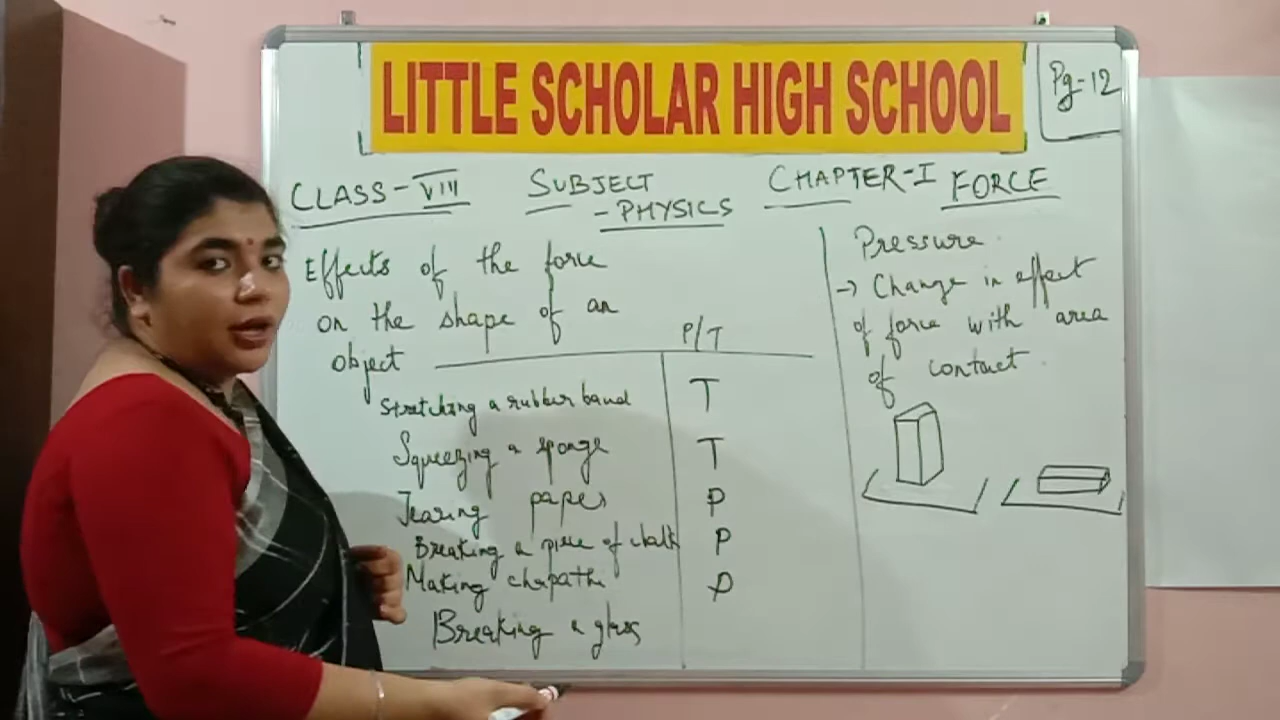 LITTLE SCHOLAR HIGH SCHOOL
Pg-12
CLASS-VIII
SUBJECT
-PHYSICS
CHAPTER-I FORCE
Effects of the force
on the shape of an
object
P/T
Stretching a rubber band T
Squeezing a sponge T
Tearing paper P
Breaking a piece of chalk P
Making chapathi P
Breaking a glass
Pressure
→ Change in effect
of force with area
of contact.